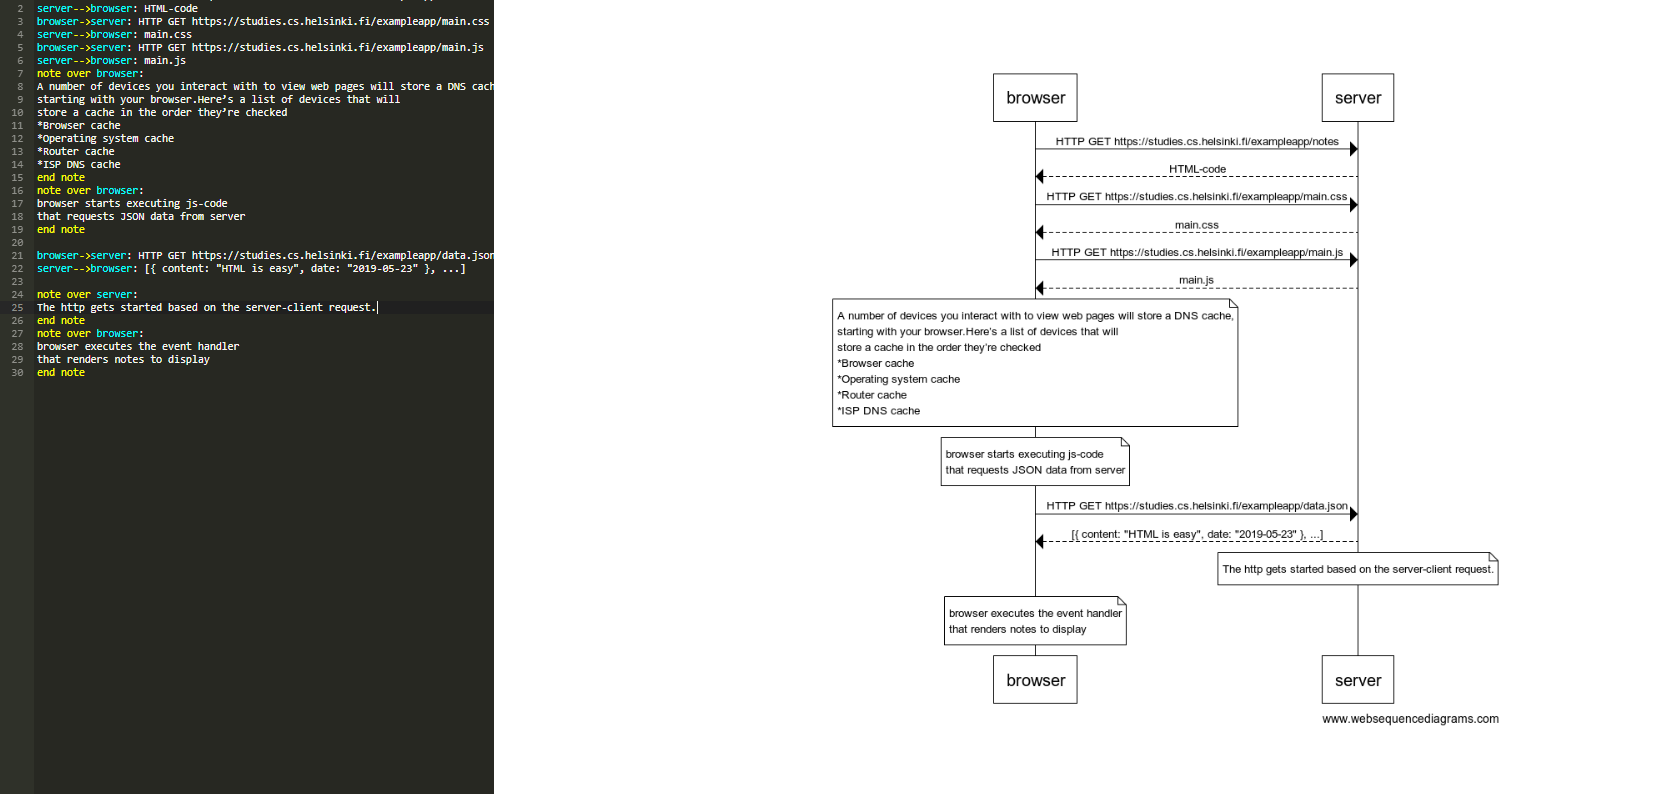 2 server-->browser: HTML-code
3 browser->server: HTTP GET https://studies.cs.helsinki.fi/exampleapp/main.css
4 server-->browser: main.css
5 browser->server: HTTP GET https://studies.cs.helsinki.fi/exampleapp/main.js
6 server-->browser: main.js
7 note over browser:
8 A number of devices you interact with to view web pages will store a DNS cach
9 starting with your browser.Here's a list of devices that will
10 store a cache in the order they're checked
11 *Browser cache
12 *Operating system cache
13 *Router cache
14 *ISP DNS cache
15 end note
16 note over browser:
17 browser starts executing js-code
18 that requests JSON data from server
19 end note
20
21 browser->server: HTTP GET https://studies.cs.helsinki.fi/exampleapp/data.json
22 server-->browser: [{ content: "HTML is easy", date: "2019-05-23" }, ...]
23
24 note over server:
25 The http gets started based on the server-client request.
26 end note
27 note over browser:
28 browser executes the event handler
29 that renders notes to display
30 end note
browser
server
HTTP GET https://studies.cs.helsinki.fi/exampleapp/notes
HTML-code
HTTP GET https://studies.cs.helsinki.fi/exampleapp/main.css
main.css
HTTP GET https://studies.cs.helsinki.fi/exampleapp/main.js
main.js
A number of devices you interact with to view web pages will store a DNS cache,
starting with your browser.Here's a list of devices that will
store a cache in the order they're checked
*Browser cache
*Operating system cache
*Router cache
*ISP DNS cache
browser starts executing js-code
that requests JSON data from server
HTTP GET https://studies.cs.helsinki.fi/exampleapp/data.json
[{ content: "HTML is easy", date: "2019-05-23" }, ...]
The http gets started based on the server-client request.
browser executes the event handler
that renders notes to display
browser
server
www.websequencediagrams.com